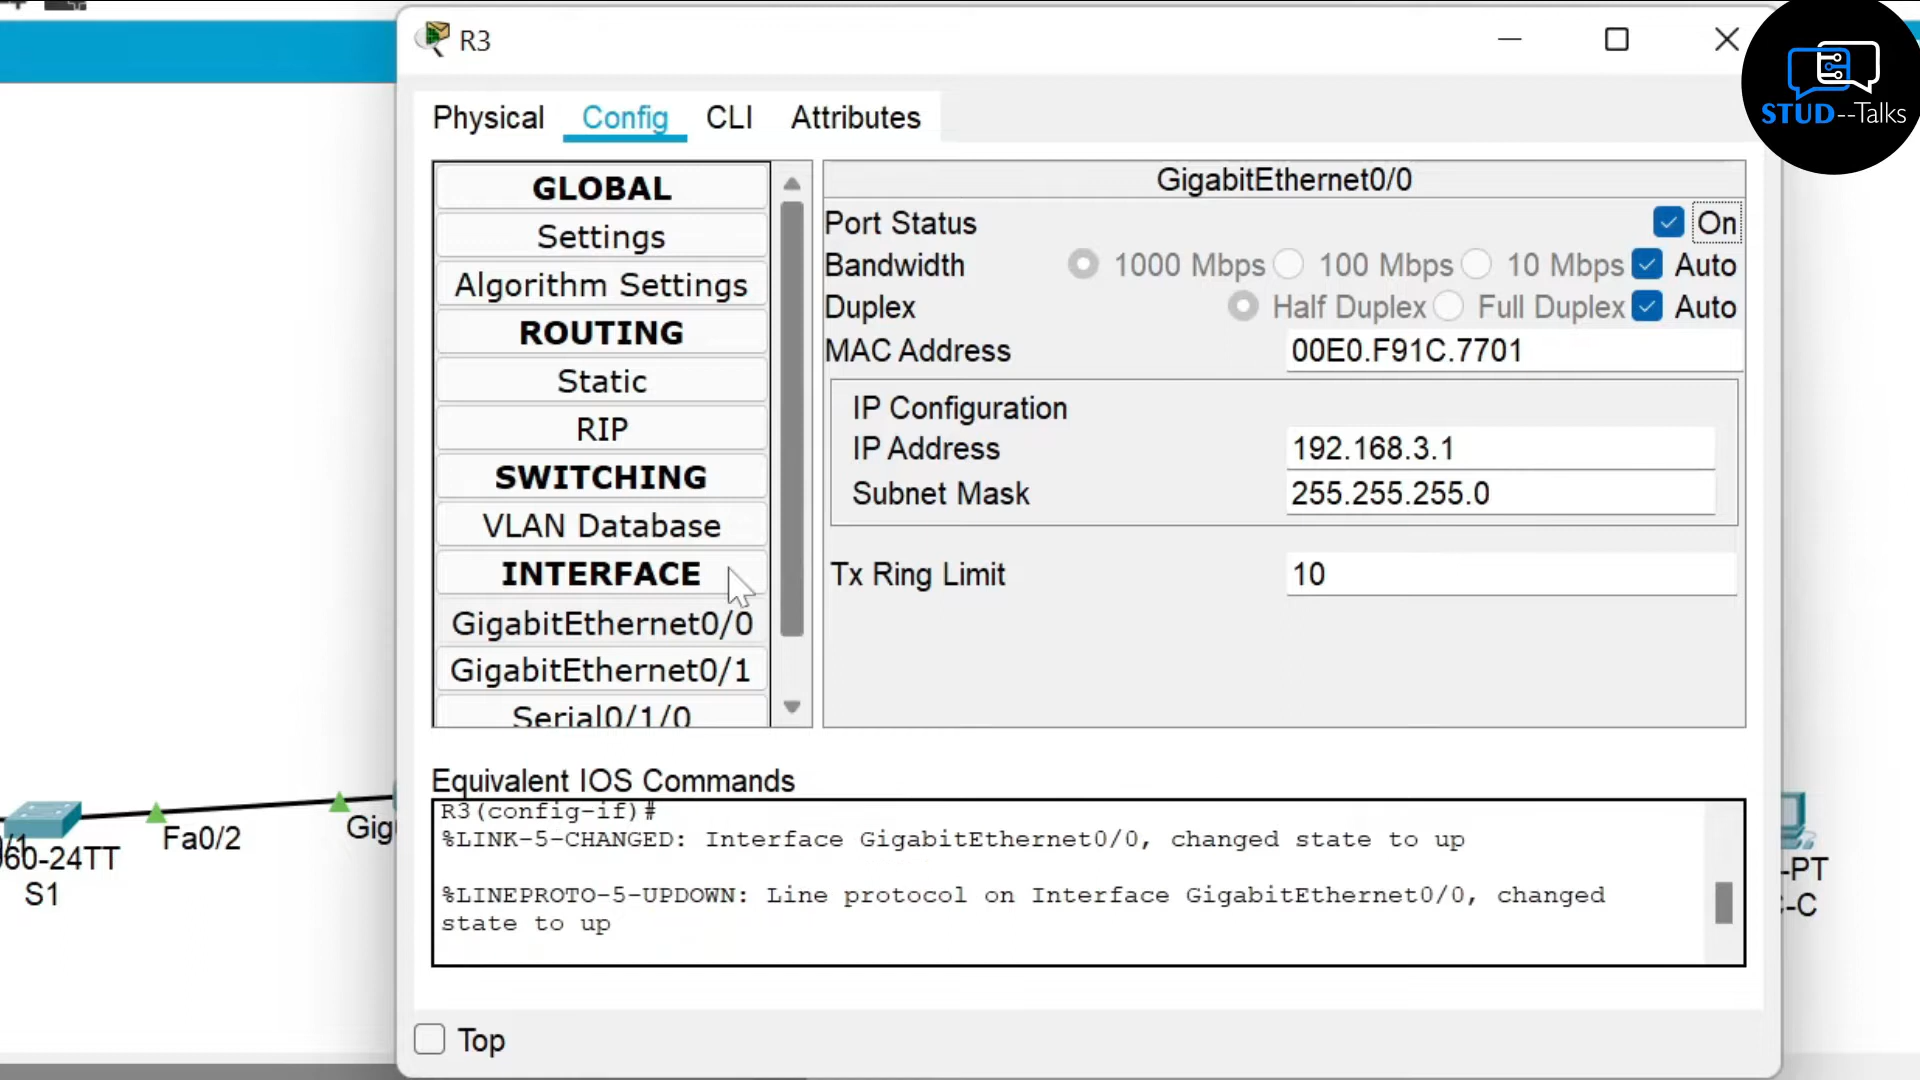 R3
STUD--Talks
Physical Config CLI Attributes
GLOBAL
Settings
Algorithm Settings
ROUTING
Static
RIP
SWITCHING
VLAN Database
INTERFACE
GigabitEthernet0/0
GigabitEthernet0/1
Serial0/1/0
GigabitEthernet0/0
Port Status On
Bandwidth 1000 Mbps 100 Mbps 10 Mbps Auto
Duplex Half Duplex Full Duplex Auto
MAC Address 00E0.F91C.7701
IP Configuration
IP Address 192.168.3.1
Subnet Mask 255.255.255.0
Tx Ring Limit 10
Equivalent IOS Commands
R3(config-if)#
%LINK-5-CHANGED: Interface GigabitEthernet0/0, changed state to up
%LINEPROTO-5-UPDOWN: Line protocol on Interface GigabitEthernet0/0, changed
state to up
Top
Fa0/2
Gig
60-24TT
S1
-PT
-C